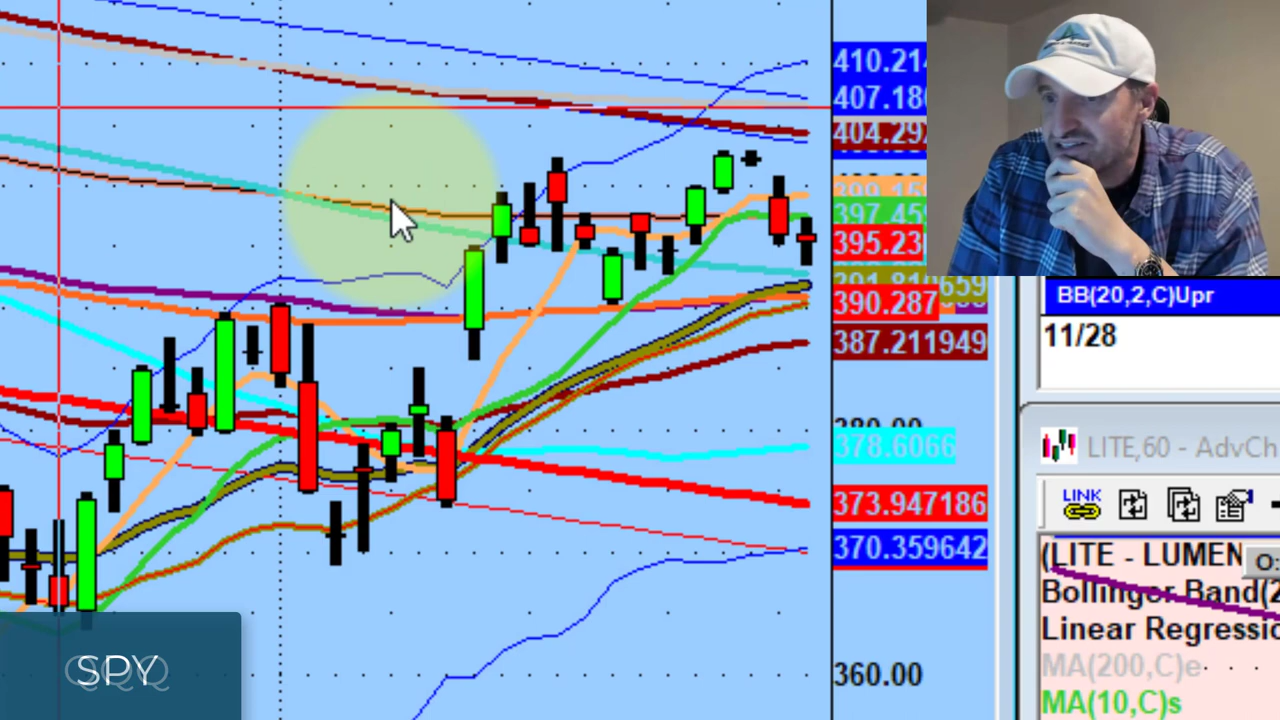 410.21
407.18
404.29
397.45
395.23
390.287
387.211949
378.6066
373.947186
370.359642
360.00
BB(20,2,C)Upr
11/28
LITE,60 - AdvCh
LINK
(LITE - LUMEN
O:
Bollinger Band(2
Linear Regressio
MA(200,C)e
MA(10,C)s
SPY